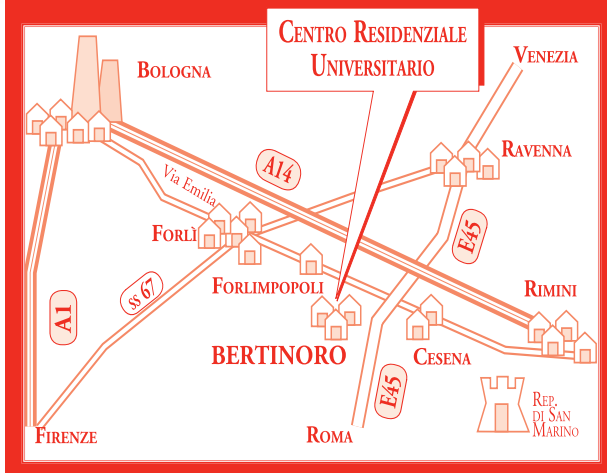 CENTRO RESIDENZIALE
UNIVERSITARIO
VENEZIA
BOLOGNA
RAVENNA
A14
Via Emilia
FORLÌ
E45
SS 67
FORLIMPOPOLI
RIMINI
A1
BERTINORO
CESENA
E45
REP.
DI SAN
MARINO
FIRENZE
ROMA